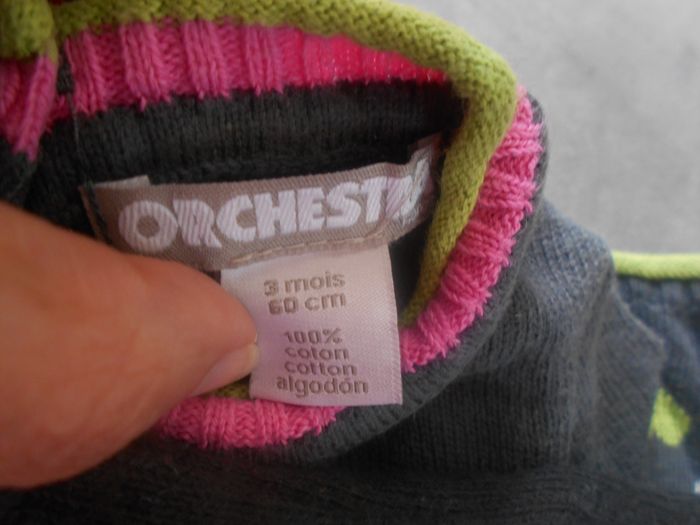 ORCHESTRA
3 mois
60 cm
100%
coton
cotton
algodón